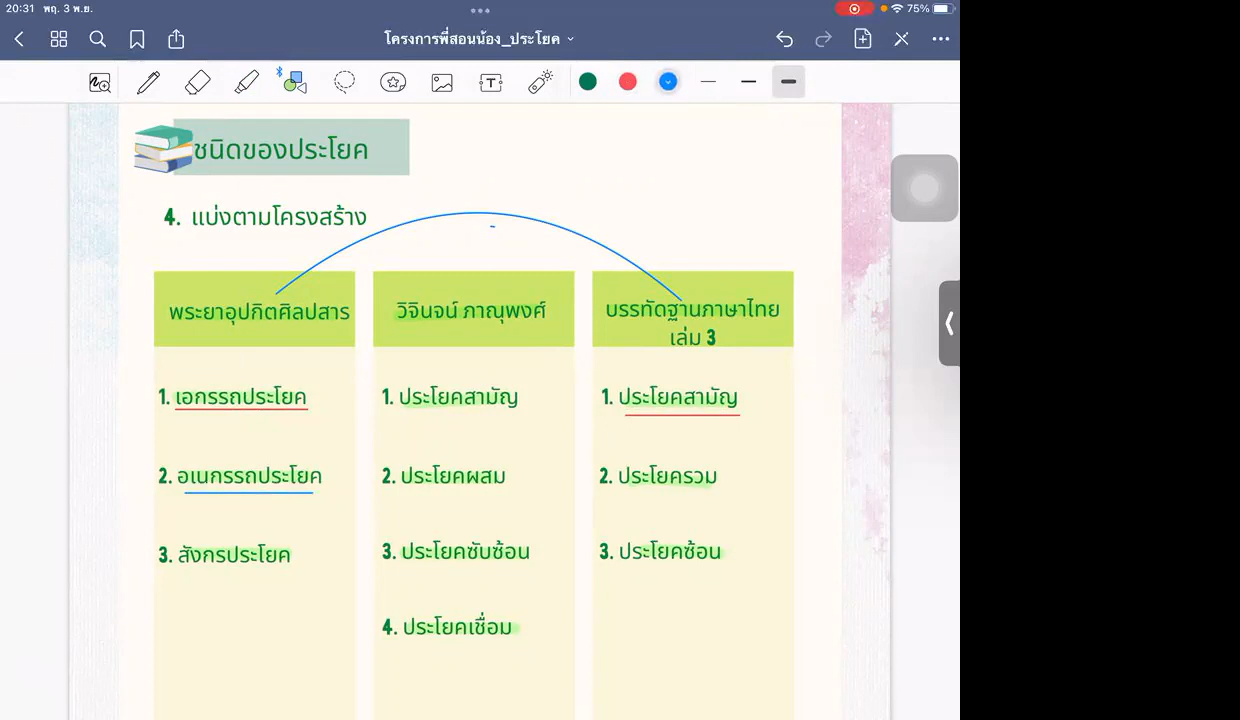 20:31 พฤ. 3 พ.ย.
75%
โครงการพี่สอนน้อง_ประโยค
ชนิดของประโยค
4. แบ่งตามโครงสร้าง
พระยาอุปกิตศิลปสาร
1. เอกรรถประโยค
2. อเนกรรถประโยค
3. สังกรประโยค
วิจินจน์ ภาณุพงศ์
1. ประโยคสามัญ
2. ประโยคผสม
3. ประโยคซับซ้อน
4. ประโยคเชื่อม
บรรทัดฐานภาษาไทย
เล่ม 3
1. ประโยคสามัญ
2. ประโยครวม
3. ประโยคซ้อน